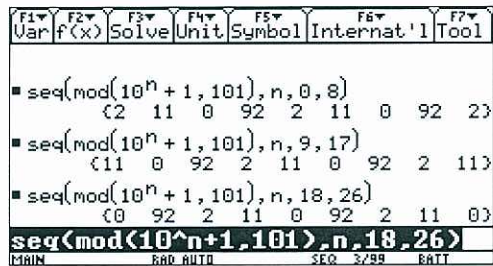 F1▼ F2▼ F3▼ F4▼ F5▼ F6▼ F7▼
Var f(x) Solve Unit Symbol Internat'l Tool
▪ seq(mod(10ⁿ + 1, 101), n, 0, 8)
{2 11 0 92 2 11 0 92 2}
▪ seq(mod(10ⁿ + 1, 101), n, 9, 17)
{11 0 92 2 11 0 92 2 11}
▪ seq(mod(10ⁿ + 1, 101), n, 18, 26)
{0 92 2 11 0 92 2 11 0}
seq(mod(10^n+1,101),n,18,26)
MAIN RAD AUTO SEQ 3/99 BATT